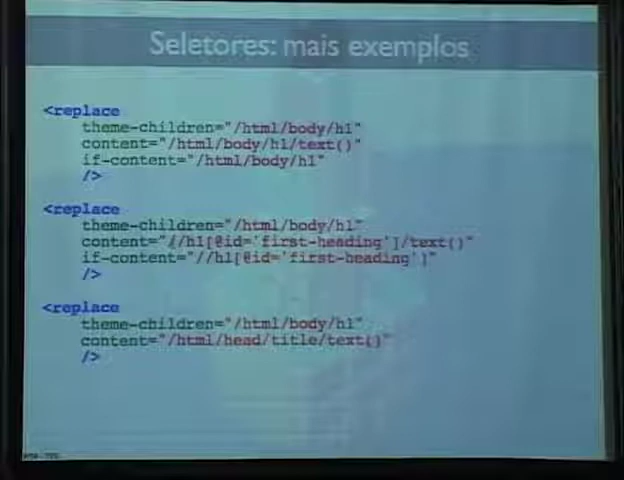 Seletores: mais exemplos
<replace
theme-children="/html/body/h1"
content="/html/body/h1/text()"
if-content="/html/body/h1"
/>
<replace
theme-children="/html/body/h1"
content="(//h1[@id='first-heading']/text()"
if-content="//h1[@id='first-heading']"
/>
<replace
theme-children="/html/body/h1"
content="/html/head/title/text()"
/>